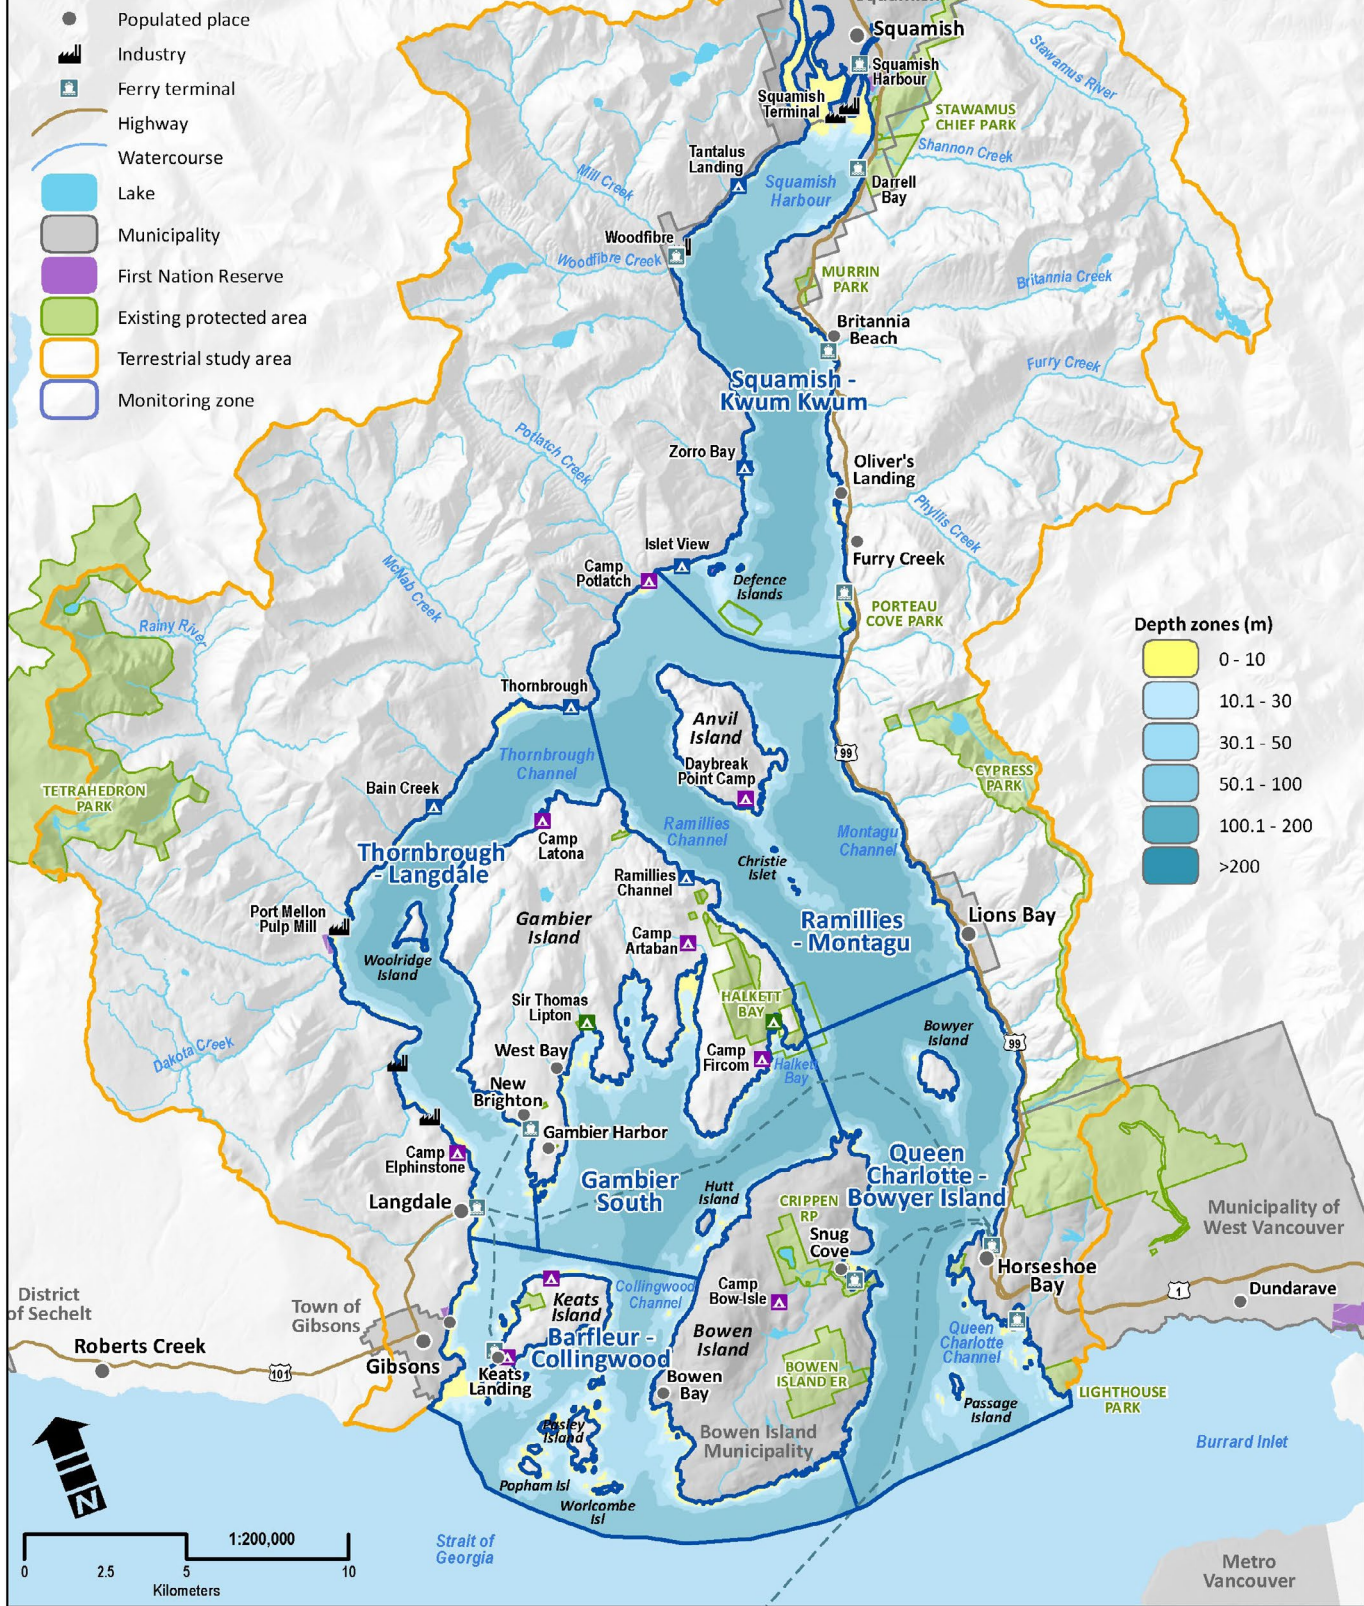 Populated place
Industry
Ferry terminal
Highway
Watercourse
Lake
Municipality
First Nation Reserve
Existing protected area
Terrestrial study area
Monitoring zone
Squamish
Squamish
Harbour
Squamish
Terminal
STAWAMUS
CHIEF PARK
Stawamus River
Shannon Creek
Tantalus
Landing
Mill Creek
Squamish
Harbour
Darrell
Bay
Woodfibre
Woodfibre Creek
MURRIN
PARK
Britannia Creek
Britannia
Beach
Furry Creek
Squamish -
Kwum Kwum
Potlatch Creek
Zorro Bay
Oliver's
Landing
Phyllis Creek
Furry Creek
Islet View
Camp
Potlatch
Defence
Islands
McNab Creek
PORTEAU
COVE PARK
Rainy River
Depth zones (m)
0 - 10
10.1 - 30
30.1 - 50
50.1 - 100
100.1 - 200
>200
Thornbrough
Anvil
Island
Thornbrough
Channel
Daybreak
Point Camp
99
CYPRESS
PARK
TETRAHEDRON
PARK
Bain Creek
Camp
Latona
Ramillies
Channel
Montagu
Channel
Thornbrough
- Langdale
Christie
Islet
Ramillies
Channel
Port Mellon
Pulp Mill
Gambier
Island
Camp
Artaban
Ramillies
- Montagu
Lions Bay
Woolridge
Island
Sir Thomas
Lipton
HALKETT
BAY
Bowyer
Island
99
Dakota Creek
West Bay
Camp
Fircom
Halkett
Bay
New
Brighton
Gambier Harbor
Camp
Elphinstone
Gambier
South
Queen
Charlotte -
Bowyer Island
Langdale
Hutt
Island
CRIPPEN
RP
Snug
Cove
Municipality of
West Vancouver
Horseshoe
Bay
1
Dundarave
District
of Sechelt
Town of
Gibsons
Collingwood
Channel
Camp
Bow-Isle
Keats
Island
Barfleur -
Collingwood
Bowen
Island
Queen
Charlotte
Channel
Roberts Creek
101
Gibsons
Keats
Landing
Bowen
Bay
BOWEN
ISLAND ER
LIGHTHOUSE
PARK
Passage
Island
Pasley
Island
Bowen Island
Municipality
Burrard Inlet
Popham Isl
Worlcombe
Isl
N
1:200,000
0
2.5
5
10
Kilometers
Strait of
Georgia
Metro
Vancouver